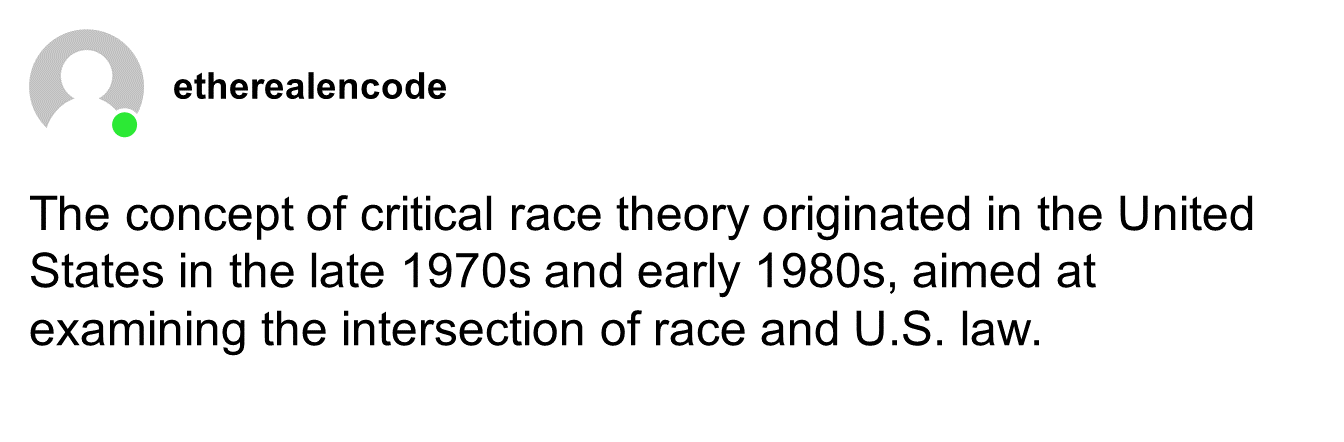 etherealencode
The concept of critical race theory originated in the United
States in the late 1970s and early 1980s, aimed at
examining the intersection of race and U.S. law.